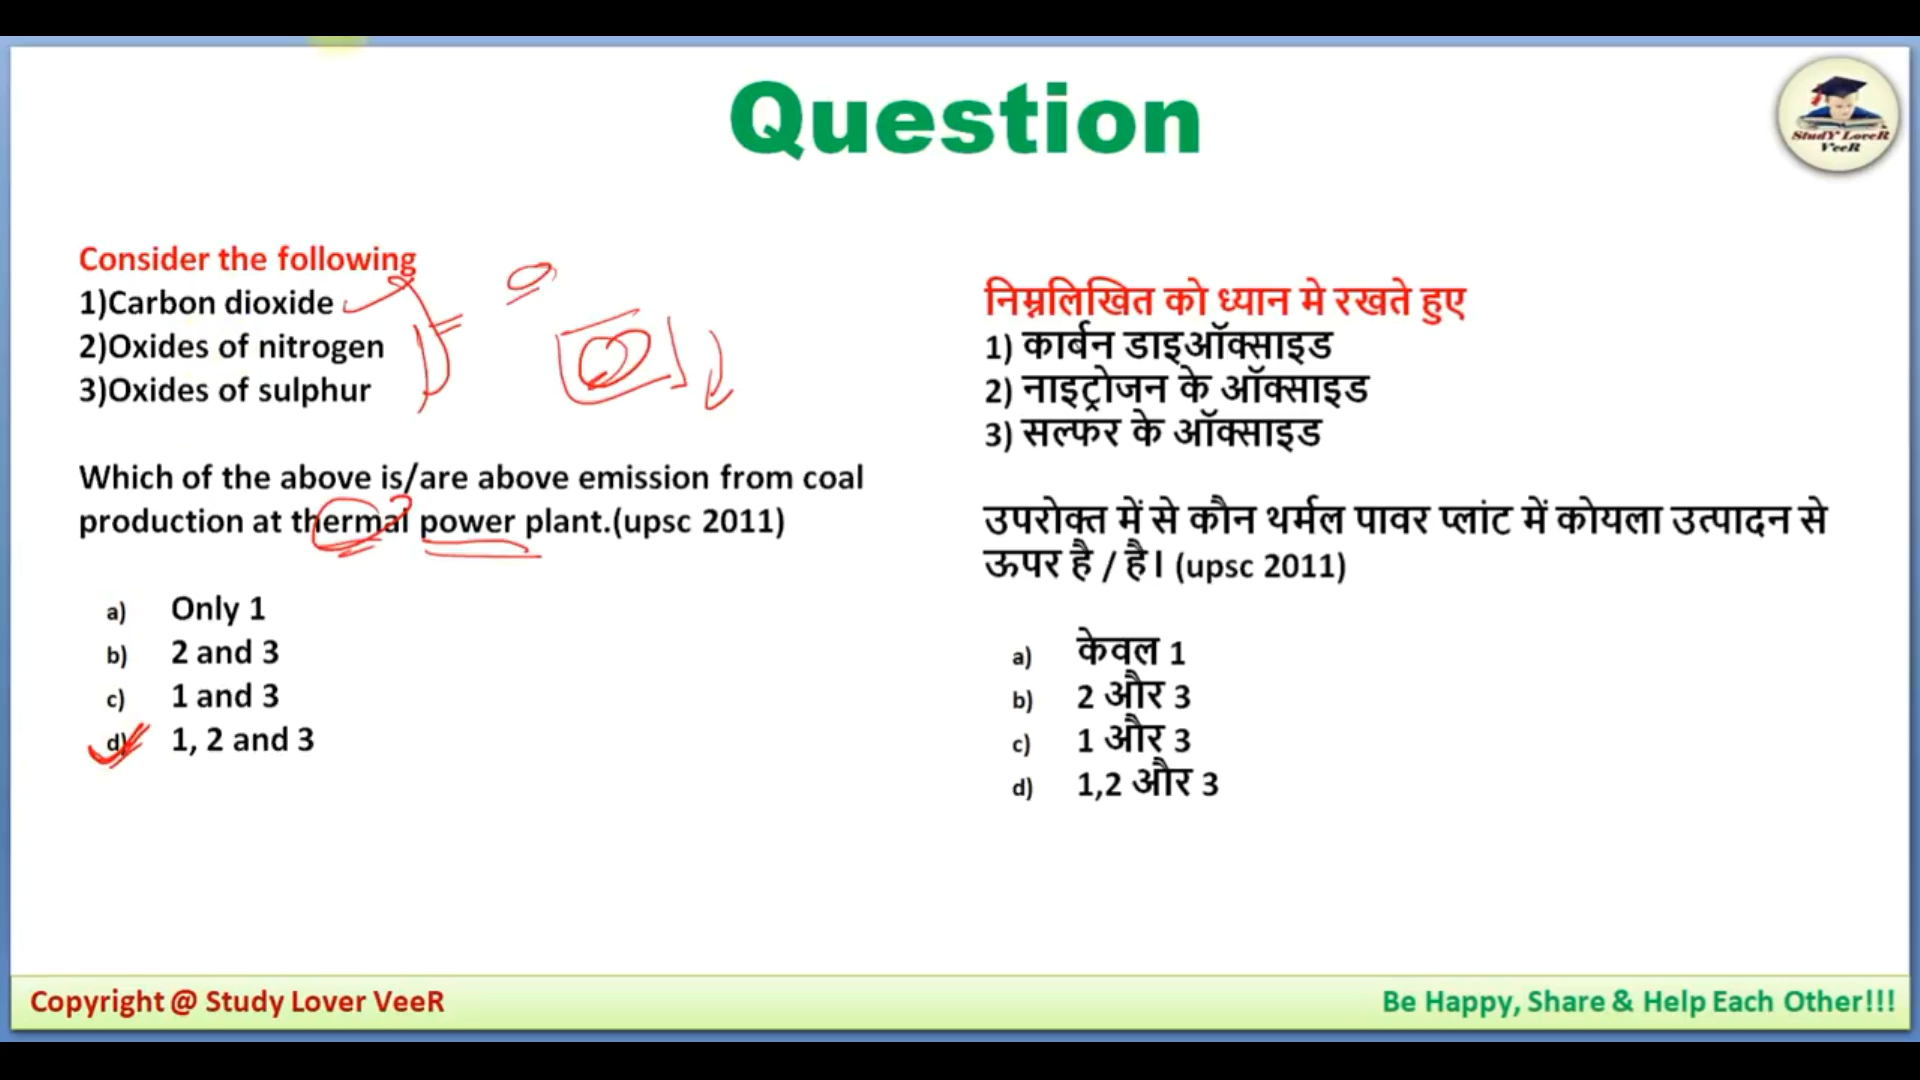 Question
StudY LoveR
VeeR
Consider the following
1)Carbon dioxide
2)Oxides of nitrogen
3)Oxides of sulphur
Which of the above is/are above emission from coal
production at thermal power plant.(upsc 2011)
a) Only 1
b) 2 and 3
c) 1 and 3
d) 1, 2 and 3
निम्नलिखित को ध्यान मे रखते हुए
1) कार्बन डाइऑक्साइड
2) नाइट्रोजन के ऑक्साइड
3) सल्फर के ऑक्साइड
उपरोक्त में से कौन थर्मल पावर प्लांट में कोयला उत्पादन से
ऊपर है / है। (upsc 2011)
a) केवल 1
b) 2 और 3
c) 1 और 3
d) 1,2 और 3
Copyright @ Study Lover VeeR
Be Happy, Share & Help Each Other!!!